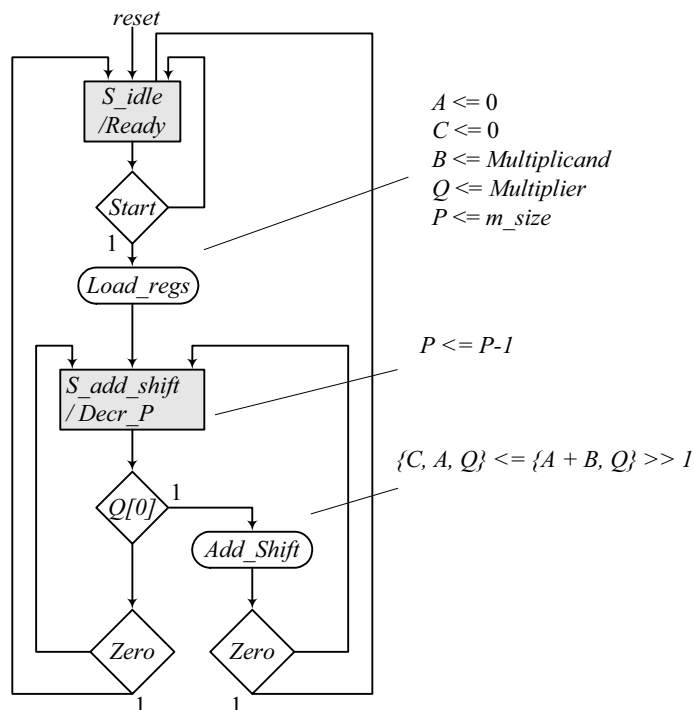 reset
S_idle
/Ready
Start
1
Load_regs
A <= 0
C <= 0
B <= Multiplicand
Q <= Multiplier
P <= m_size
S_add_shift
/ Decr_P
P <= P-1
Q[0]
1
Add_Shift
{C, A, Q} <= {A + B, Q} >> 1
Zero
1
Zero
1